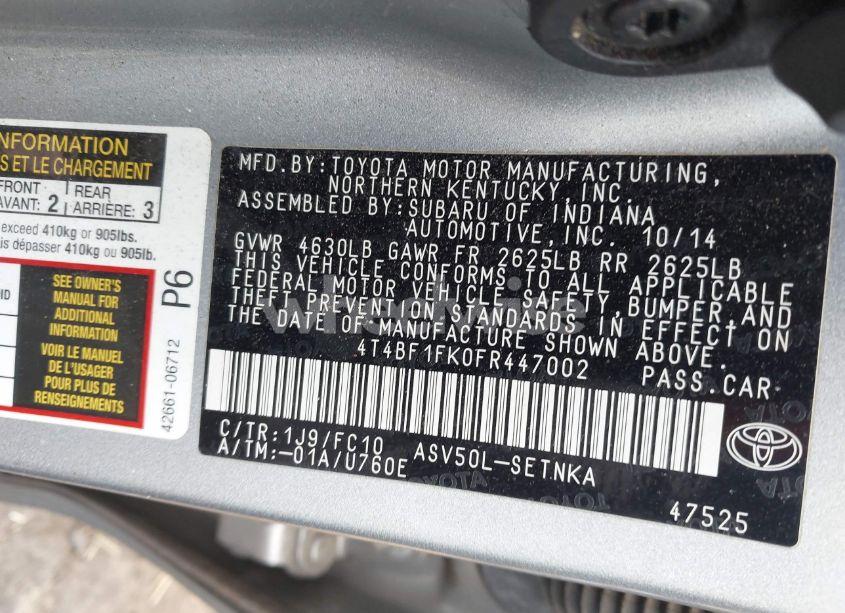 INFORMATION
S ET LE CHARGEMENT
FRONT
AVANT: 2
REAR
ARRIÈRE: 3
exceed 410kg or 905lbs.
is dépasser 410kg ou 905lb.
SEE OWNER'S
MANUAL FOR
ADDITIONAL
INFORMATION
VOIR LE MANUEL
DE L'USAGER
POUR PLUS DE
RENSEIGNEMENTS
P6
42661-06712
MFD.BY:TOYOTA MOTOR MANUFACTURING,
NORTHERN KENTUCKY, INC.
ASSEMBLED BY:SUBARU OF INDIANA
AUTOMOTIVE, INC. 10/14
GVWR 4630LB GAWR FR 2625LB RR 2625LB
THIS VEHICLE CONFORMS TO ALL APPLICABLE
FEDERAL MOTOR VEHICLE SAFETY,BUMPER,AND
THEFT PREVENTION STANDARDS IN EFFECT ON
THE DATE OF MANUFACTURE SHOWN ABOVE.
4T4BF1FK0FR447002 PASS.CAR
C/TR:1J9/FC10
A/TM:-01A/U760E
ASV50L-SETNKA
TOYOTA
47525